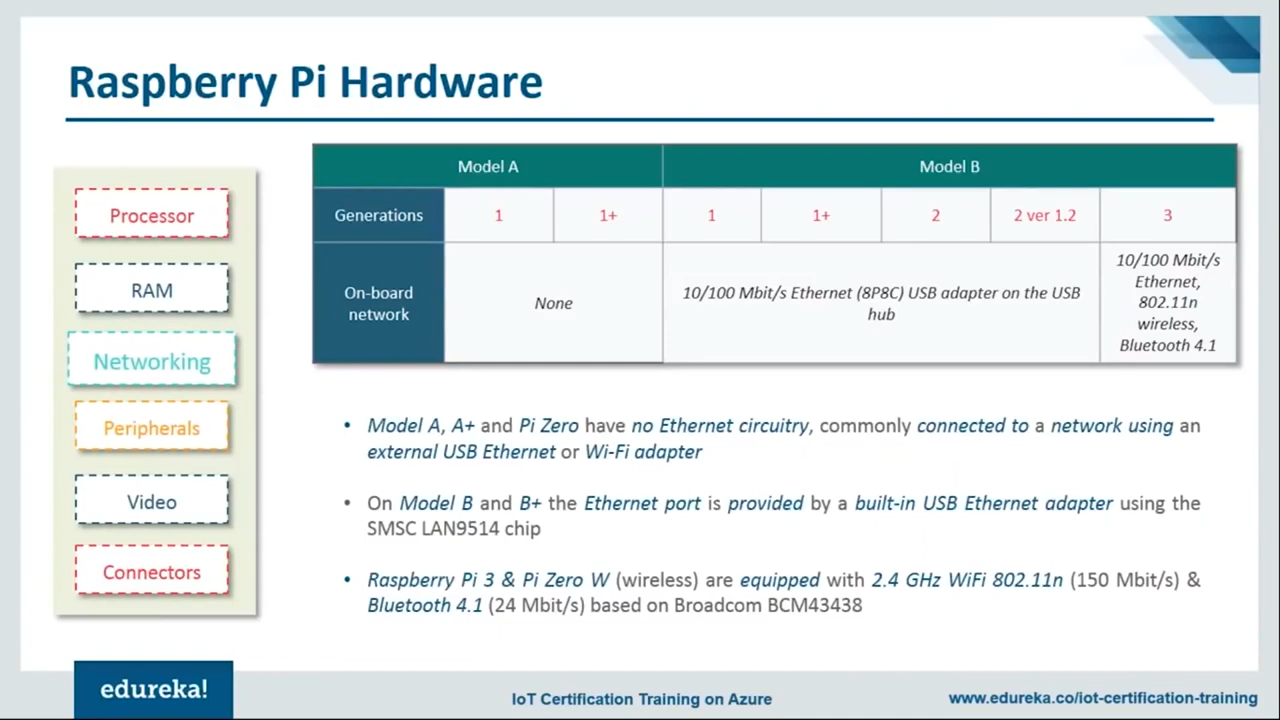 Raspberry Pi Hardware
Processor
RAM
Networking
Peripherals
Video
Connectors
Model A
Model B
Generations
1
1+
1
1+
2
2 ver 1.2
3
On-board
network
None
10/100 Mbit/s Ethernet (8P8C) USB adapter on the USB
hub
10/100 Mbit/s
Ethernet,
802.11n
wireless,
Bluetooth 4.1
• Model A, A+ and Pi Zero have no Ethernet circuitry, commonly connected to a network using an
external USB Ethernet or Wi-Fi adapter
• On Model B and B+ the Ethernet port is provided by a built-in USB Ethernet adapter using the
SMSC LAN9514 chip
• Raspberry Pi 3 & Pi Zero W (wireless) are equipped with 2.4 GHz WiFi 802.11n (150 Mbit/s) &
Bluetooth 4.1 (24 Mbit/s) based on Broadcom BCM43438
edureka!
IoT Certification Training on Azure
www.edureka.co/iot-certification-training